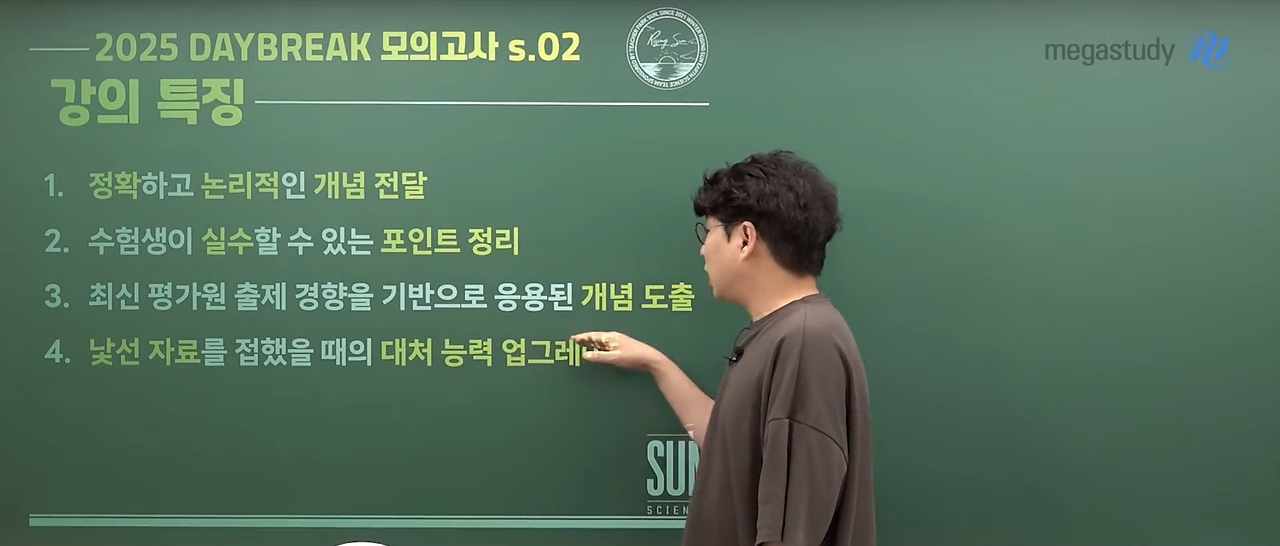 2025 DAYBREAK 모의고사 s.02
강의 특징
1. 정확하고 논리적인 개념 전달
2. 수험생이 실수할 수 있는 포인트 정리
3. 최신 평가원 출제 경향을 기반으로 응용된 개념 도출
4. 낯선 자료를 접했을 때의 대처 능력 업그레
Rising Sun
megastudy
SUN
SCIEN